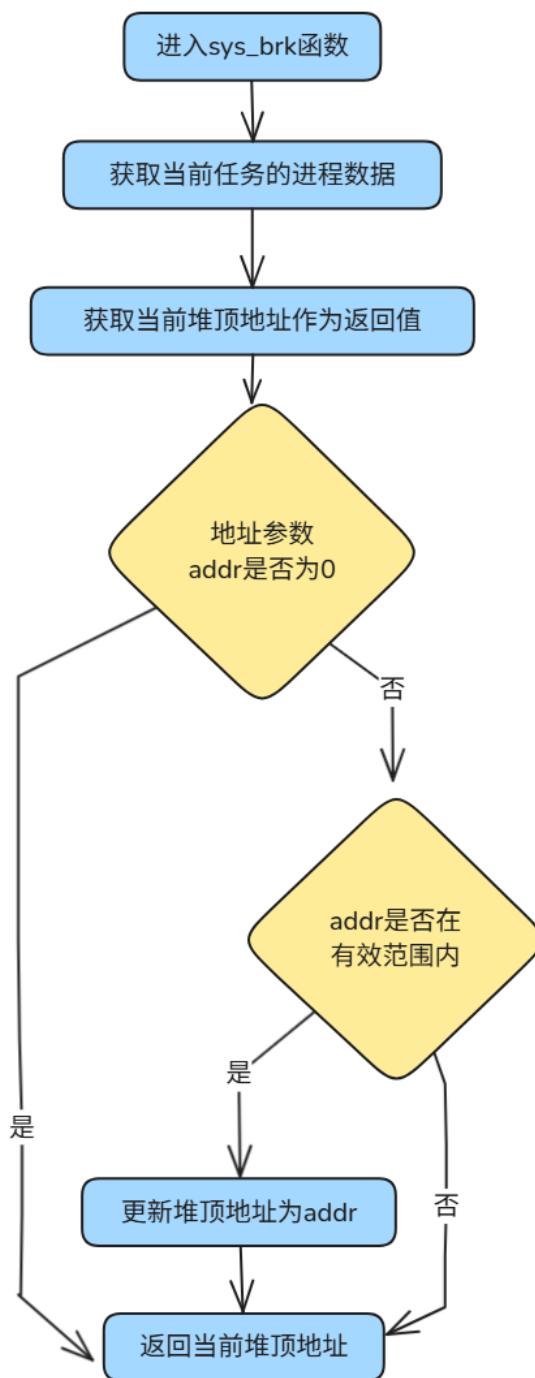 进入sys_brk函数
获取当前任务的进程数据
获取当前堆顶地址作为返回值
地址参数
addr是否为0
否
addr是否在
有效范围内
是
是
否
更新堆顶地址为addr
返回当前堆顶地址